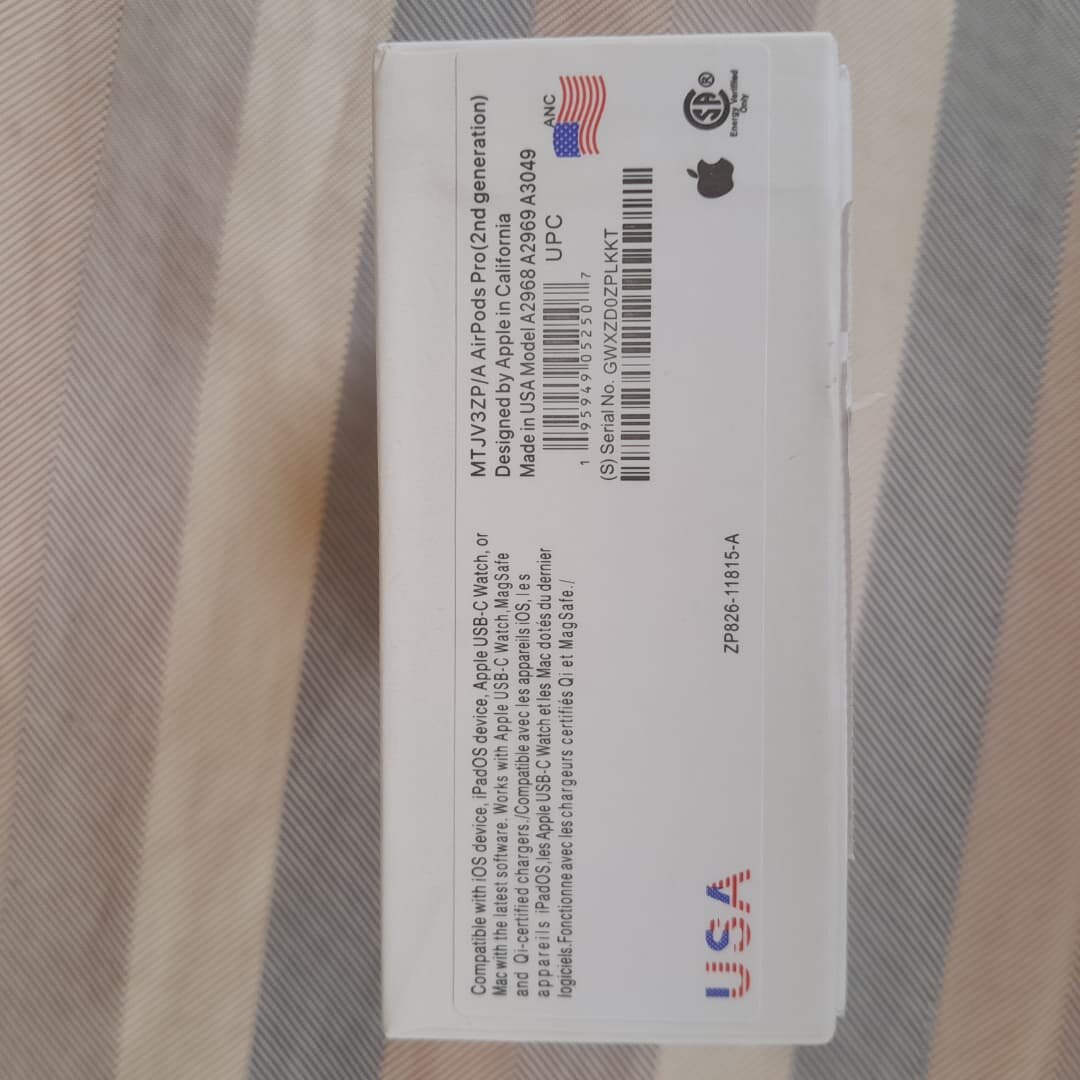 MTJV3ZP/A AirPods Pro(2nd generation)
Designed by Apple in California
Made in USA Model A2968 A2969 A3049
ANC
UPC
1 95949 05250 7
(S) Serial No. GWXZD0ZPLKKT
SA ®
Energy Verified
Only
Compatible with iOS device, iPadOS device, Apple USB-C Watch, or
Mac with the latest software. Works with Apple USB-C Watch,MagSafe
and Qi-certified chargers./Compatible avec les appareils iOS, les
appareils iPadOS,les Apple USB-C Watch et les Mac dotés du dernier
logiciels.Fonctionne avec les chargeurs certifiés Qi et MagSafe./
ZP826-11815-A
USA